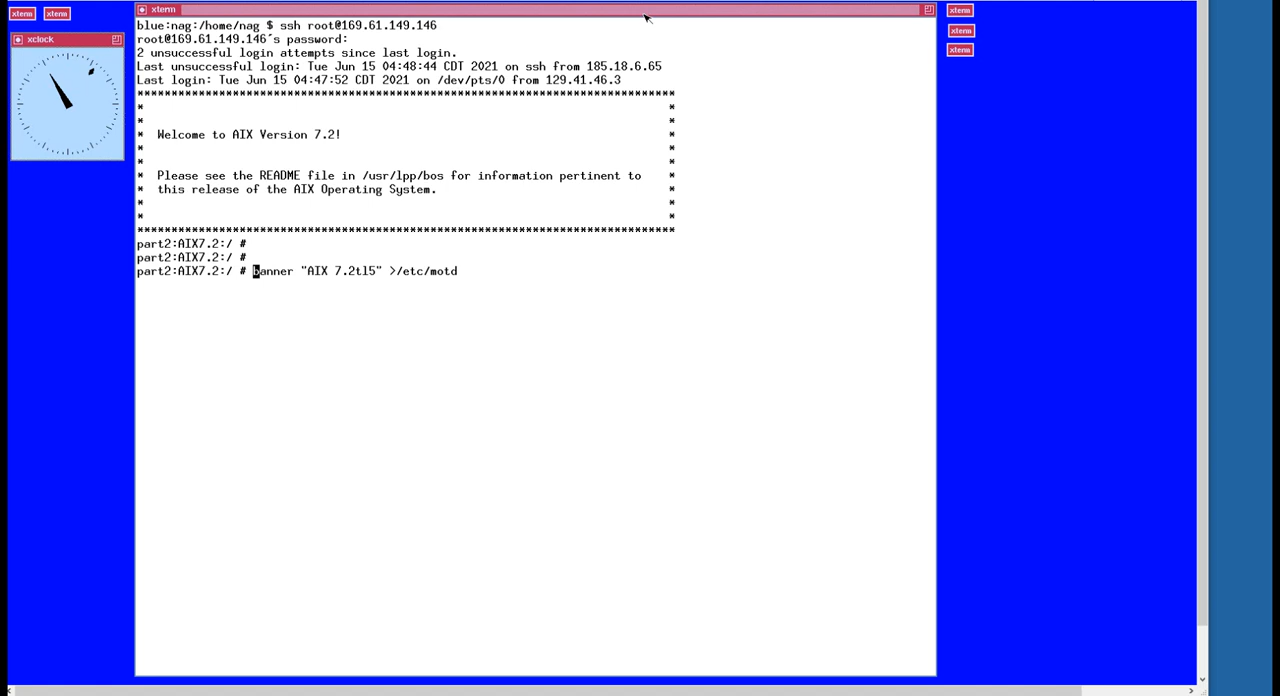 xterm
xterm
xclock
xterm
xterm
xterm
xterm
blue:nag:/home/nag $ ssh root@169.61.149.146
root@169.61.149.146´s password:
2 unsuccessful login attempts since last login.
Last unsuccessful login: Tue Jun 15 04:48:44 CDT 2021 on ssh from 185.18.6.65
Last login: Tue Jun 15 04:47:52 CDT 2021 on /dev/pts/0 from 129.41.46.3
*******************************************************************************
*                                                                             *
*                                                                             *
*  Welcome to AIX Version 7.2!                                                *
*                                                                             *
*                                                                             *
*  Please see the README file in /usr/lpp/bos for information pertinent to    *
*  this release of the AIX Operating System.                                  *
*                                                                             *
*                                                                             *
*******************************************************************************
part2:AIX7.2:/ #
part2:AIX7.2:/ #
part2:AIX7.2:/ # banner "AIX 7.2tl5" >/etc/motd